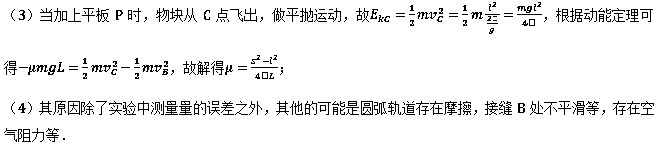 （3）当加上平板 P 时，物块从 C 点飞出，做平抛运动，故E_{kC}=\frac{1}{2}mv_C^2=\frac{1}{2}m\frac{l^2}{\frac{2□}{g}}=\frac{mgl^2}{4□}，根据动能定理可
得-μmgL=\frac{1}{2}mv_C^2-\frac{1}{2}mv_B^2，故解得μ=\frac{S^2-l^2}{4□L}；
（4）其原因除了实验中测量量的误差之外，其他的可能是圆弧轨道存在摩擦，接缝 B 处不平滑等，存在空
气阻力等．